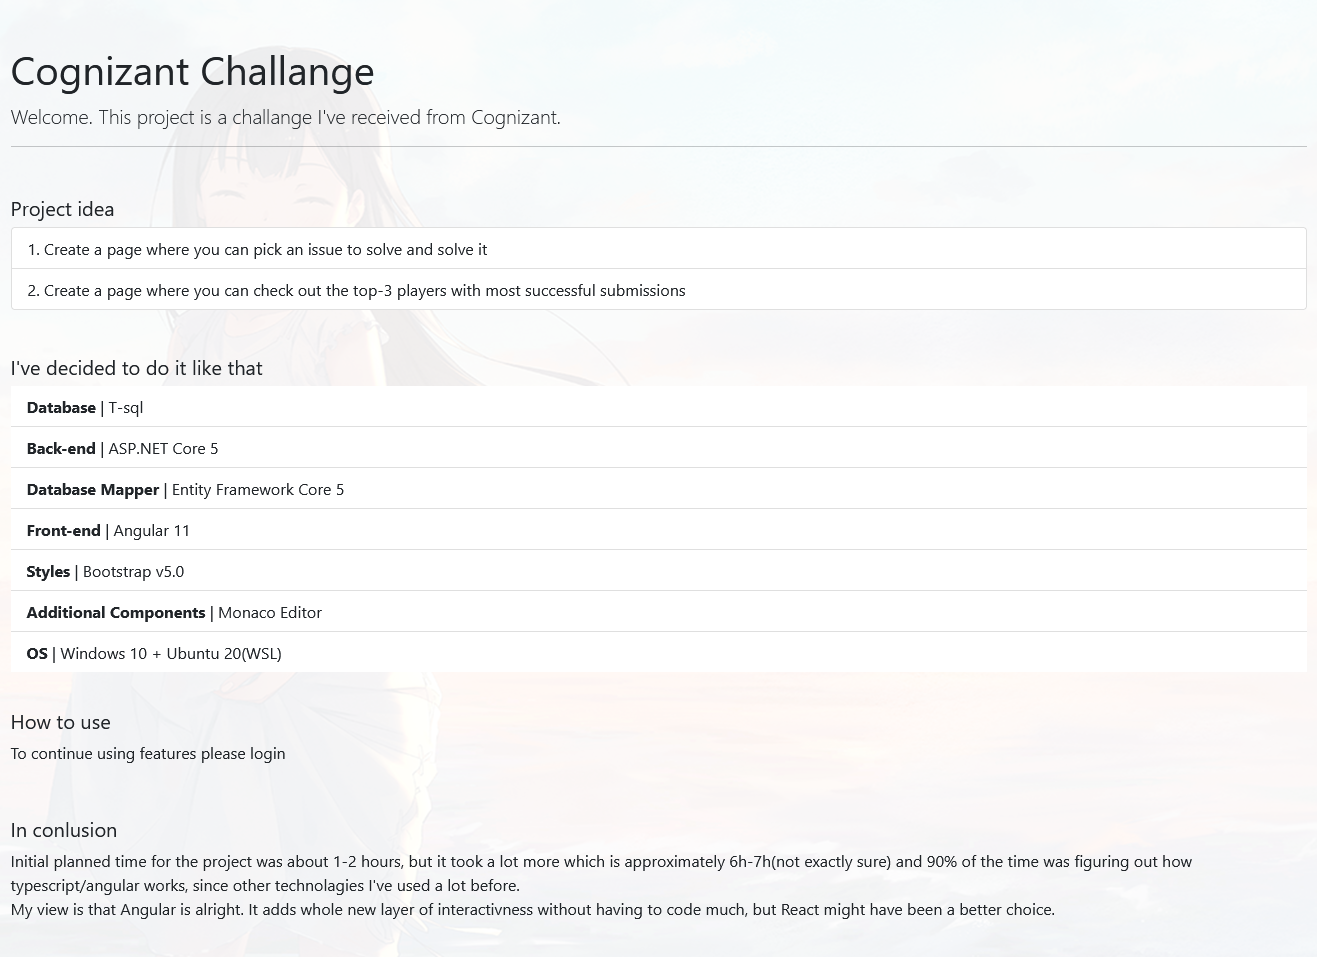 Cognizant Challange
Welcome. This project is a challange I've received from Cognizant.
Project idea
1. Create a page where you can pick an issue to solve and solve it
2. Create a page where you can check out the top-3 players with most successful submissions
I've decided to do it like that
Database | T-sql
Back-end | ASP.NET Core 5
Database Mapper | Entity Framework Core 5
Front-end | Angular 11
Styles | Bootstrap v5.0
Additional Components | Monaco Editor
OS | Windows 10 + Ubuntu 20(WSL)
How to use
To continue using features please login
In conlusion
Initial planned time for the project was about 1-2 hours, but it took a lot more which is approximately 6h-7h(not exactly sure) and 90% of the time was figuring out how
typescript/angular works, since other technolagies I've used a lot before.
My view is that Angular is alright. It adds whole new layer of interactivness without having to code much, but React might have been a better choice.